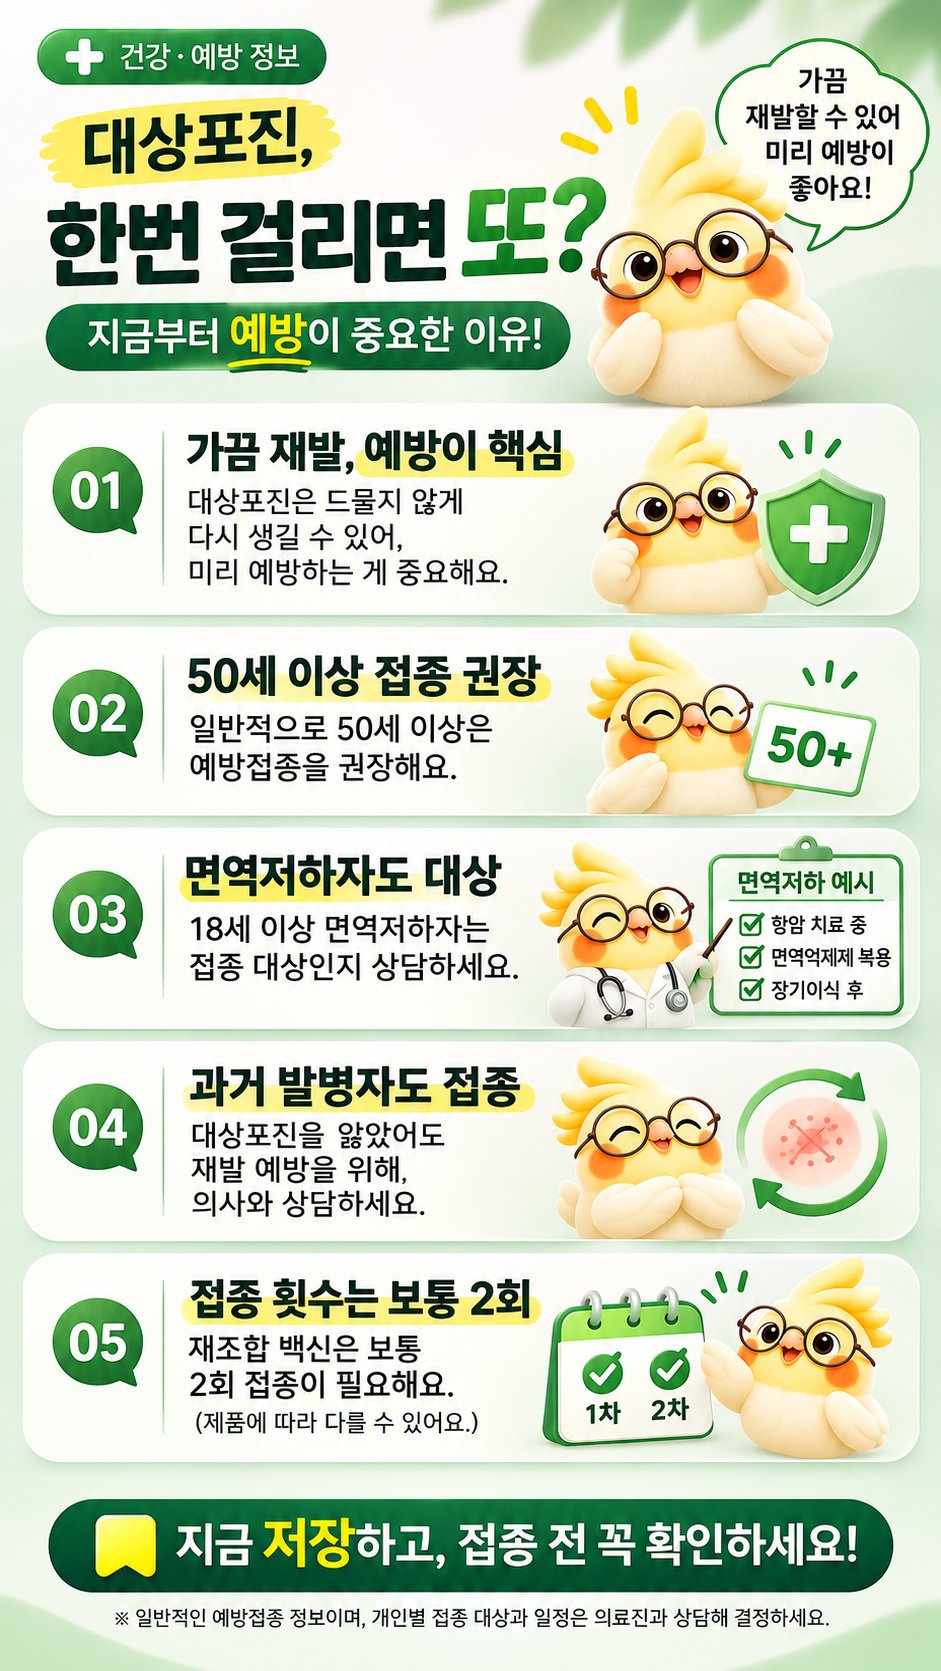 건강·예방 정보
가끔
재발할 수 있어
미리 예방이
좋아요!
대상포진,
한번 걸리면 또?
지금부터 예방이 중요한 이유!
01
가끔 재발, 예방이 핵심
대상포진은 드물지 않게
다시 생길 수 있어,
미리 예방하는 게 중요해요.
02
50세 이상 접종 권장
일반적으로 50세 이상은
예방접종을 권장해요.
50+
03
면역저하자도 대상
18세 이상 면역저하자는
접종 대상인지 상담하세요.
면역저하 예시
항암 치료 중
면역억제제 복용
장기이식 후
04
과거 발병자도 접종
대상포진을 앓았어도
재발 예방을 위해,
의사와 상담하세요.
05
접종 횟수는 보통 2회
재조합 백신은 보통
2회 접종이 필요해요.
(제품에 따라 다를 수 있어요.)
1차 2차
지금 저장하고, 접종 전 꼭 확인하세요!
※ 일반적인 예방접종 정보이며, 개인별 접종 대상과 일정은 의료진과 상담해 결정하세요.